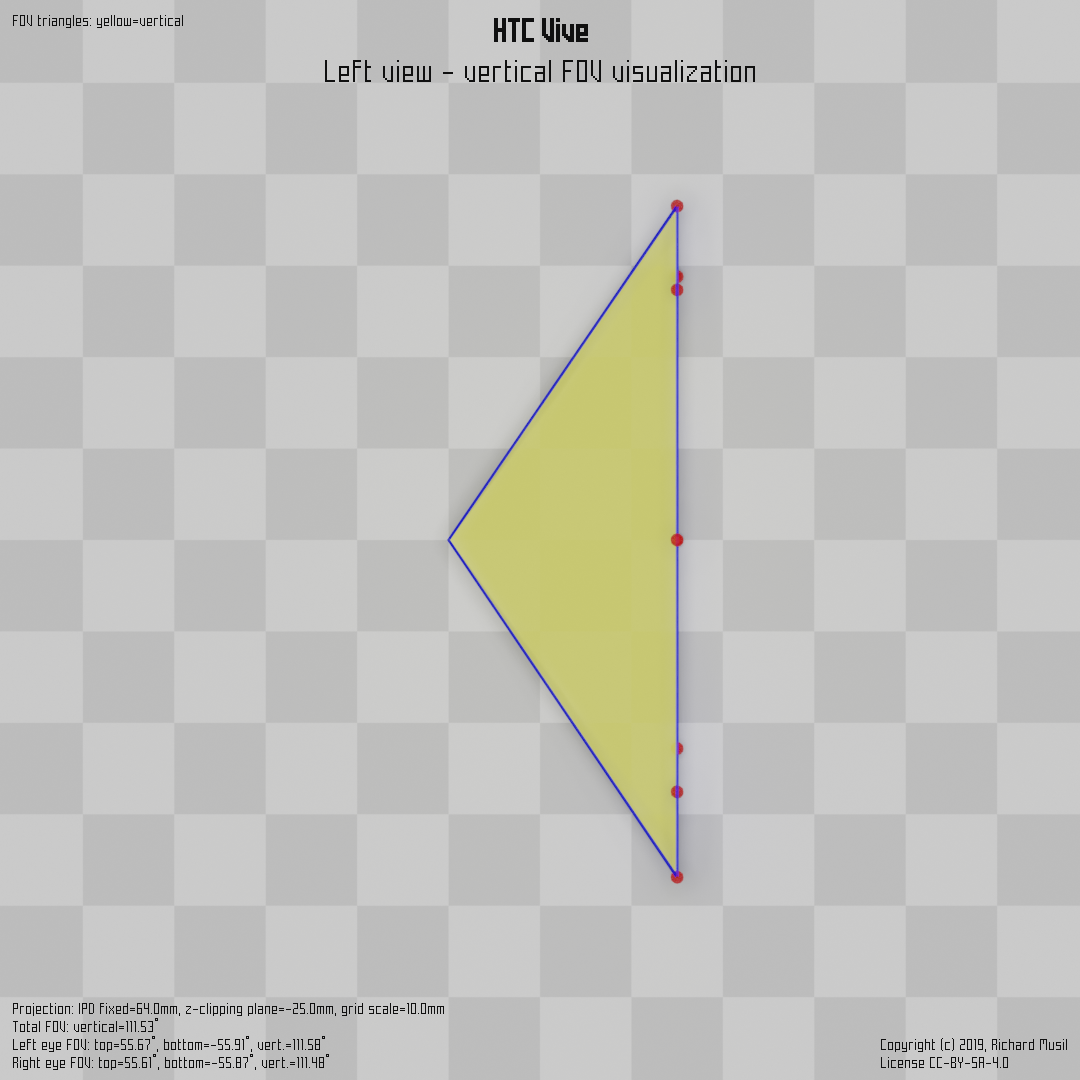 FOV triangles: yellow=vertical
HTC Vive
Left view - vertical FOV visualization
Projection: IPD fixed=64.0mm, z-clipping plane=-25.0mm, grid scale=10.0mm
Total FOV: vertical=111.53°
Left eye FOV: top=55.67°, bottom=-55.91°, vert.=111.58°
Right eye FOV: top=55.61°, bottom=-55.87°, vert.=111.48°
Copyright (c) 2019, Richard Musil
License CC-BY-SA-4.0